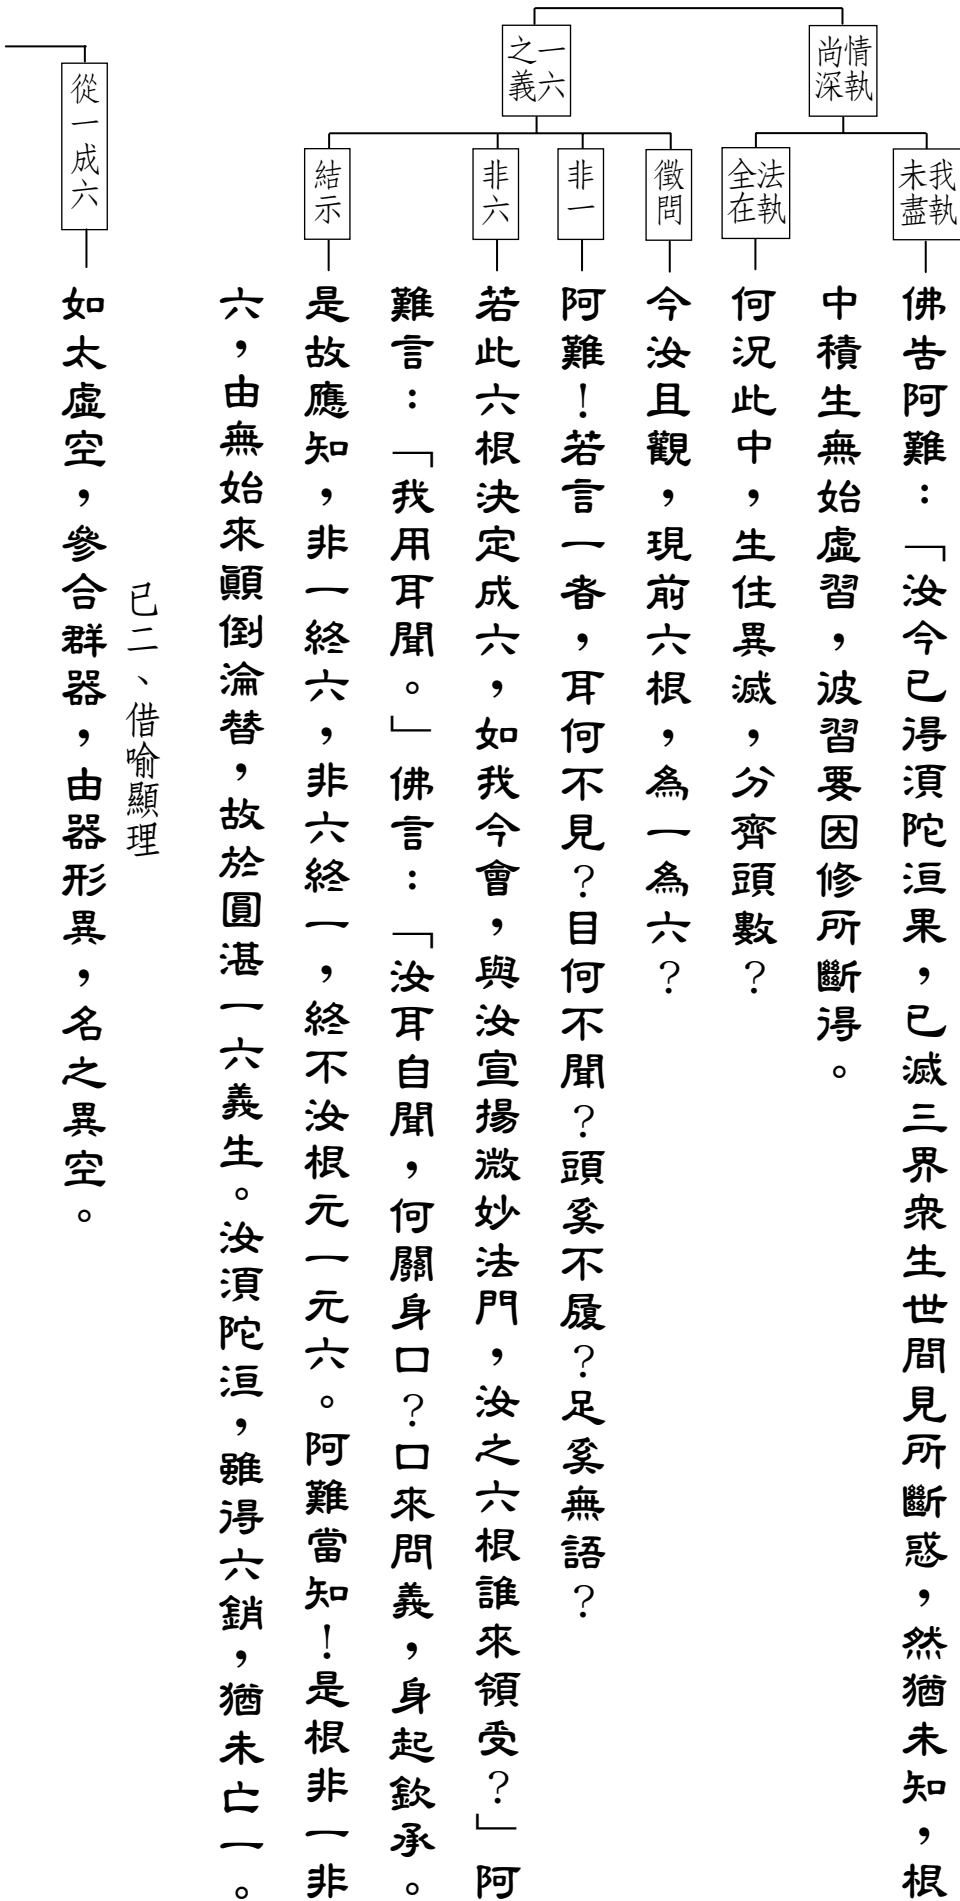 情執尚深
我執未盡
佛告阿難：「汝今已得須陀洹果，已滅三界衆生世間見所斷惑，然猶未知，根
中積生無始虛習，彼習要因修所斷得。
法執全在
何況此中，生住異滅，分齊頭數？
一六之義
徵問
今汝且觀，現前六根，為一為六？
非一
阿難！若言一者，耳何不見？目何不聞？頭奚不履？足奚無語？
非六
若此六根決定成六，如我今會，與汝宣揚微妙法門，汝之六根誰來領受？」阿
難言：「我用耳聞。」佛言：「汝耳自聞，何關身口？口來問義，身起欽承。
結示
是故應知，非一終六，非六終一，終不汝根元一元六。阿難當知！是根非一非
六，由無始來顛倒淪替，故於圓湛一六義生。汝須陀洹，雖得六銷，猶未亡一。
己二、借喻顯理
從一成六
如太虛空，參合群器，由器形異，名之異空。